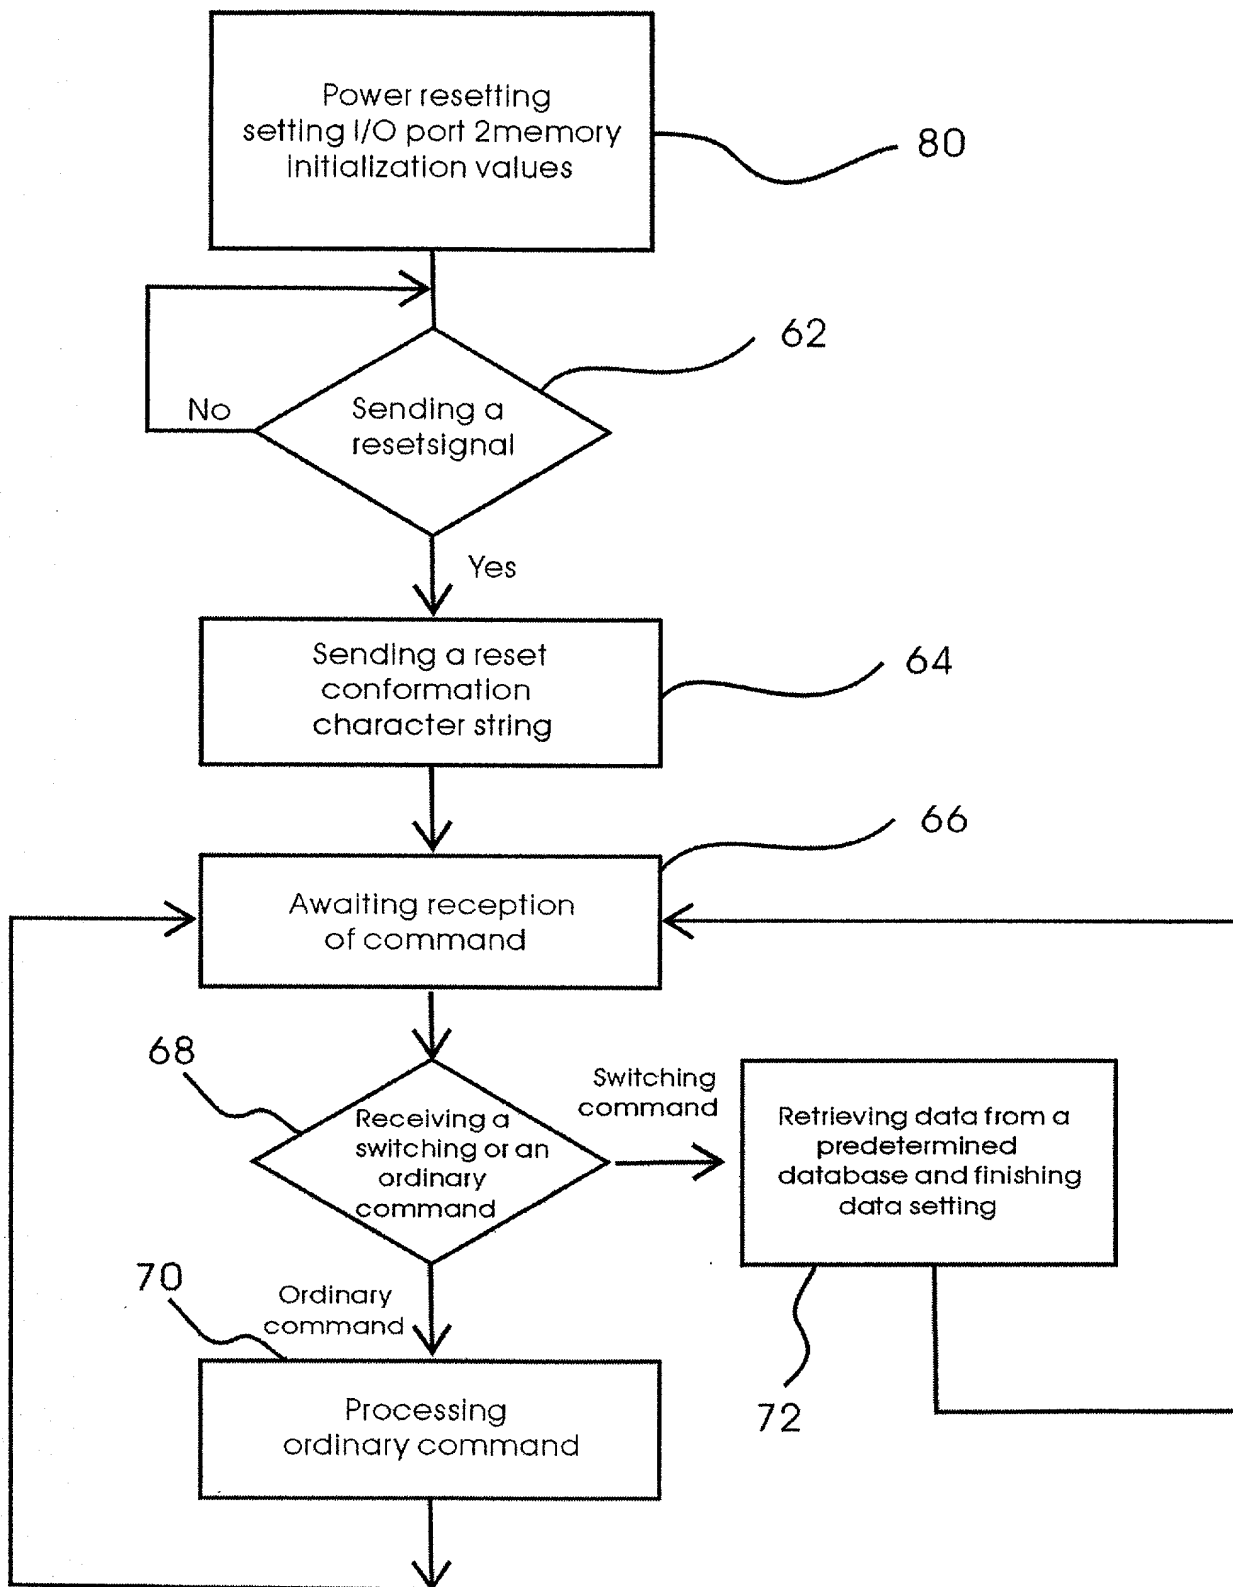 Power resetting
setting I/O port 2memory
initialization values
80
62
Sending a
resetsignal
No
Yes
Sending a reset
conformation
character string
64
66
Awaiting reception
of command
68
Receiving a
switching or an
ordinary
command
Switching
command
Retrieving data from a
predetermined
database and finishing
data setting
70
Ordinary
command
72
Processing
ordinary command